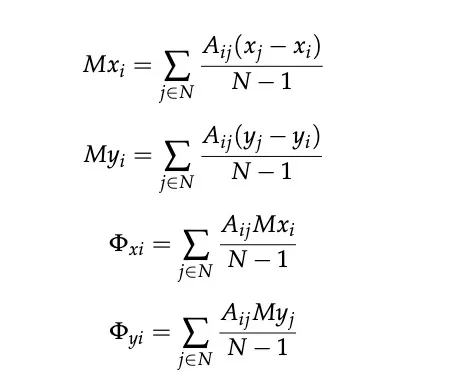 Mx_i = \sum_{j \in N} \frac{A_{ij}(x_j - x_i)}{N - 1}
My_i = \sum_{j \in N} \frac{A_{ij}(y_j - y_i)}{N - 1}
\Phi_{xi} = \sum_{j \in N} \frac{A_{ij} Mx_i}{N - 1}
\Phi_{yi} = \sum_{j \in N} \frac{A_{ij} My_j}{N - 1}